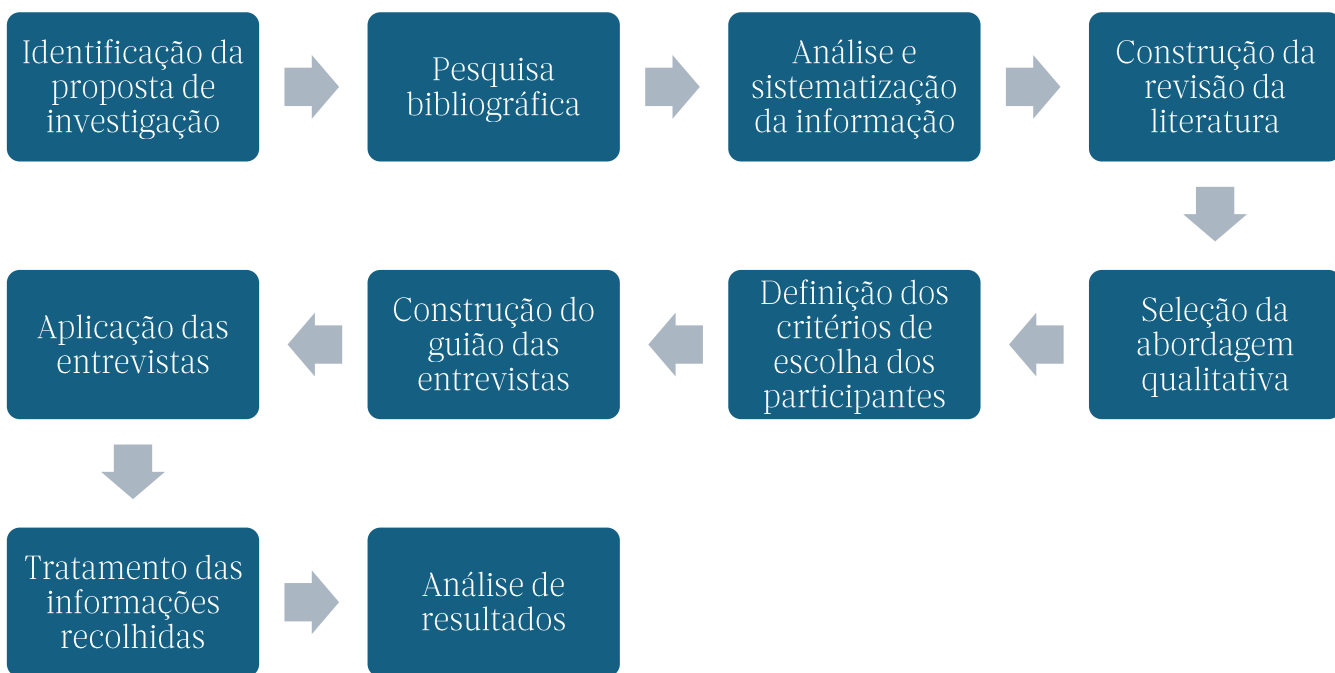 Identificação da
proposta de
investigação
Pesquisa
bibliográfica
Análise e
sistematização
da informação
Construção da
revisão da
literatura
Seleção da
abordagem
qualitativa
Definição dos
critérios de
escolha dos
participantes
Construção do
guião das
entrevistas
Aplicação das
entrevistas
Tratamento das
informações
recolhidas
Análise de
resultados